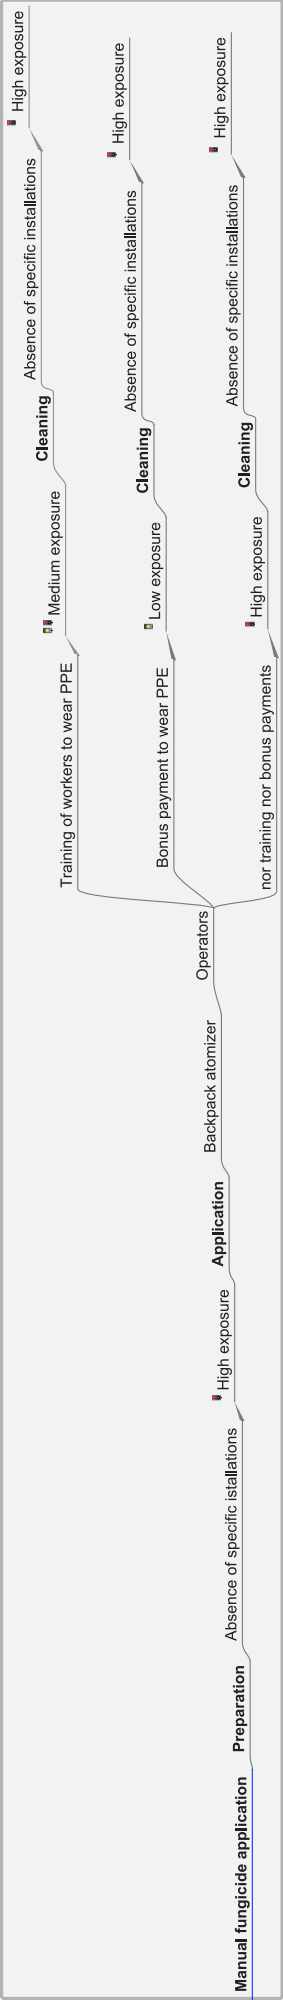 Manual fungicide application
Preparation
Absence of specific istallations
High exposure
Application
Backpack atomizer
Operators
Training of workers to wear PPE
Medium exposure
Cleaning
Absence of specific installations
High exposure
Bonus payment to wear PPE
Low exposure
Cleaning
Absence of specific installations
High exposure
nor training nor bonus payments
High exposure
Cleaning
Absence of specific installations
High exposure